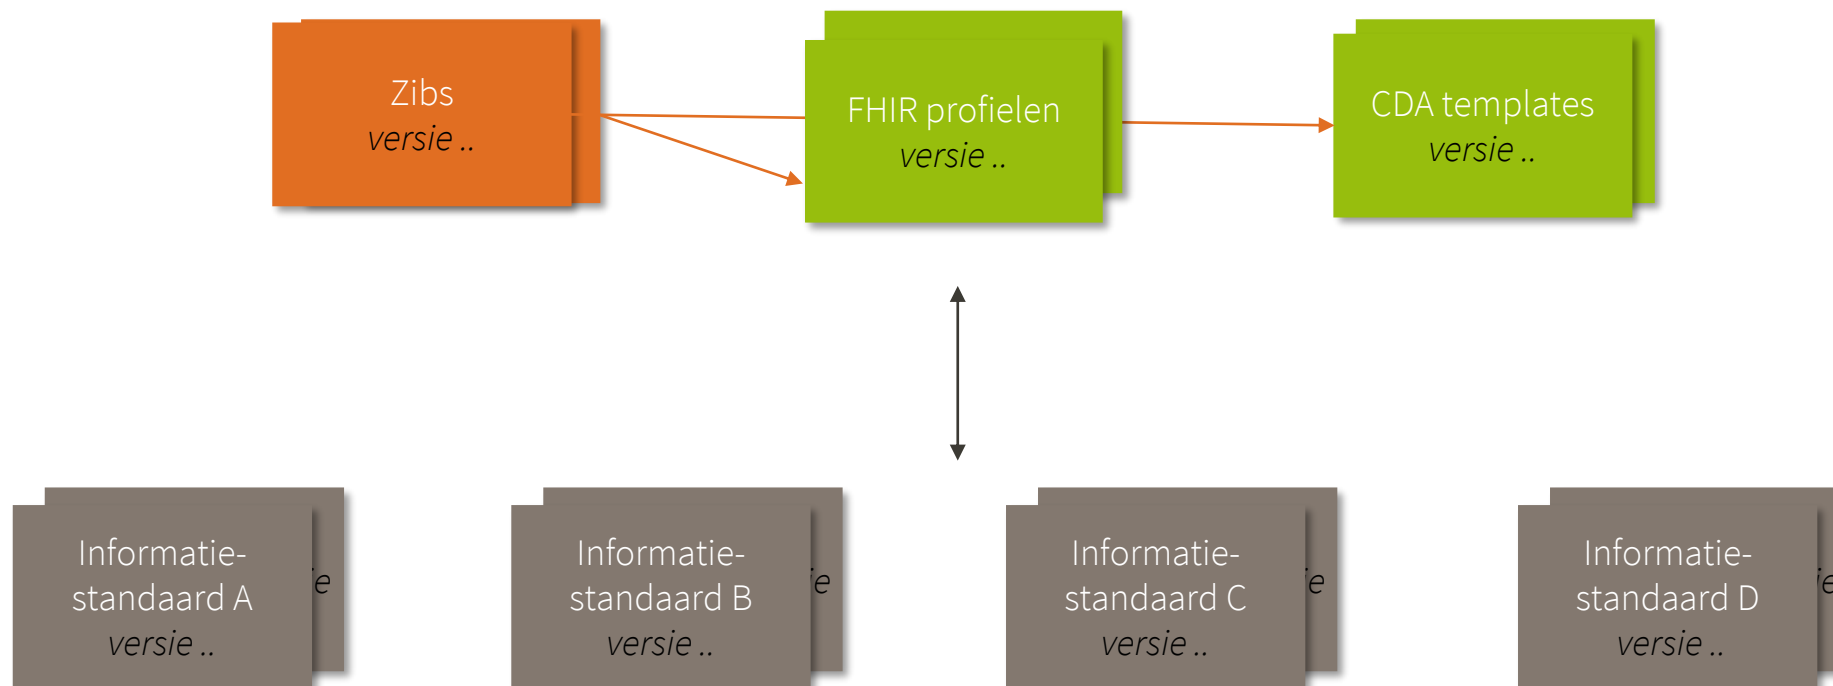 Zibs
versie ..
FHIR profielen
versie ..
CDA templates
versie ..
Informatie-
standaard A
versie ..
Informatie-
standaard B
versie ..
Informatie-
standaard C
versie ..
Informatie-
standaard D
versie ..